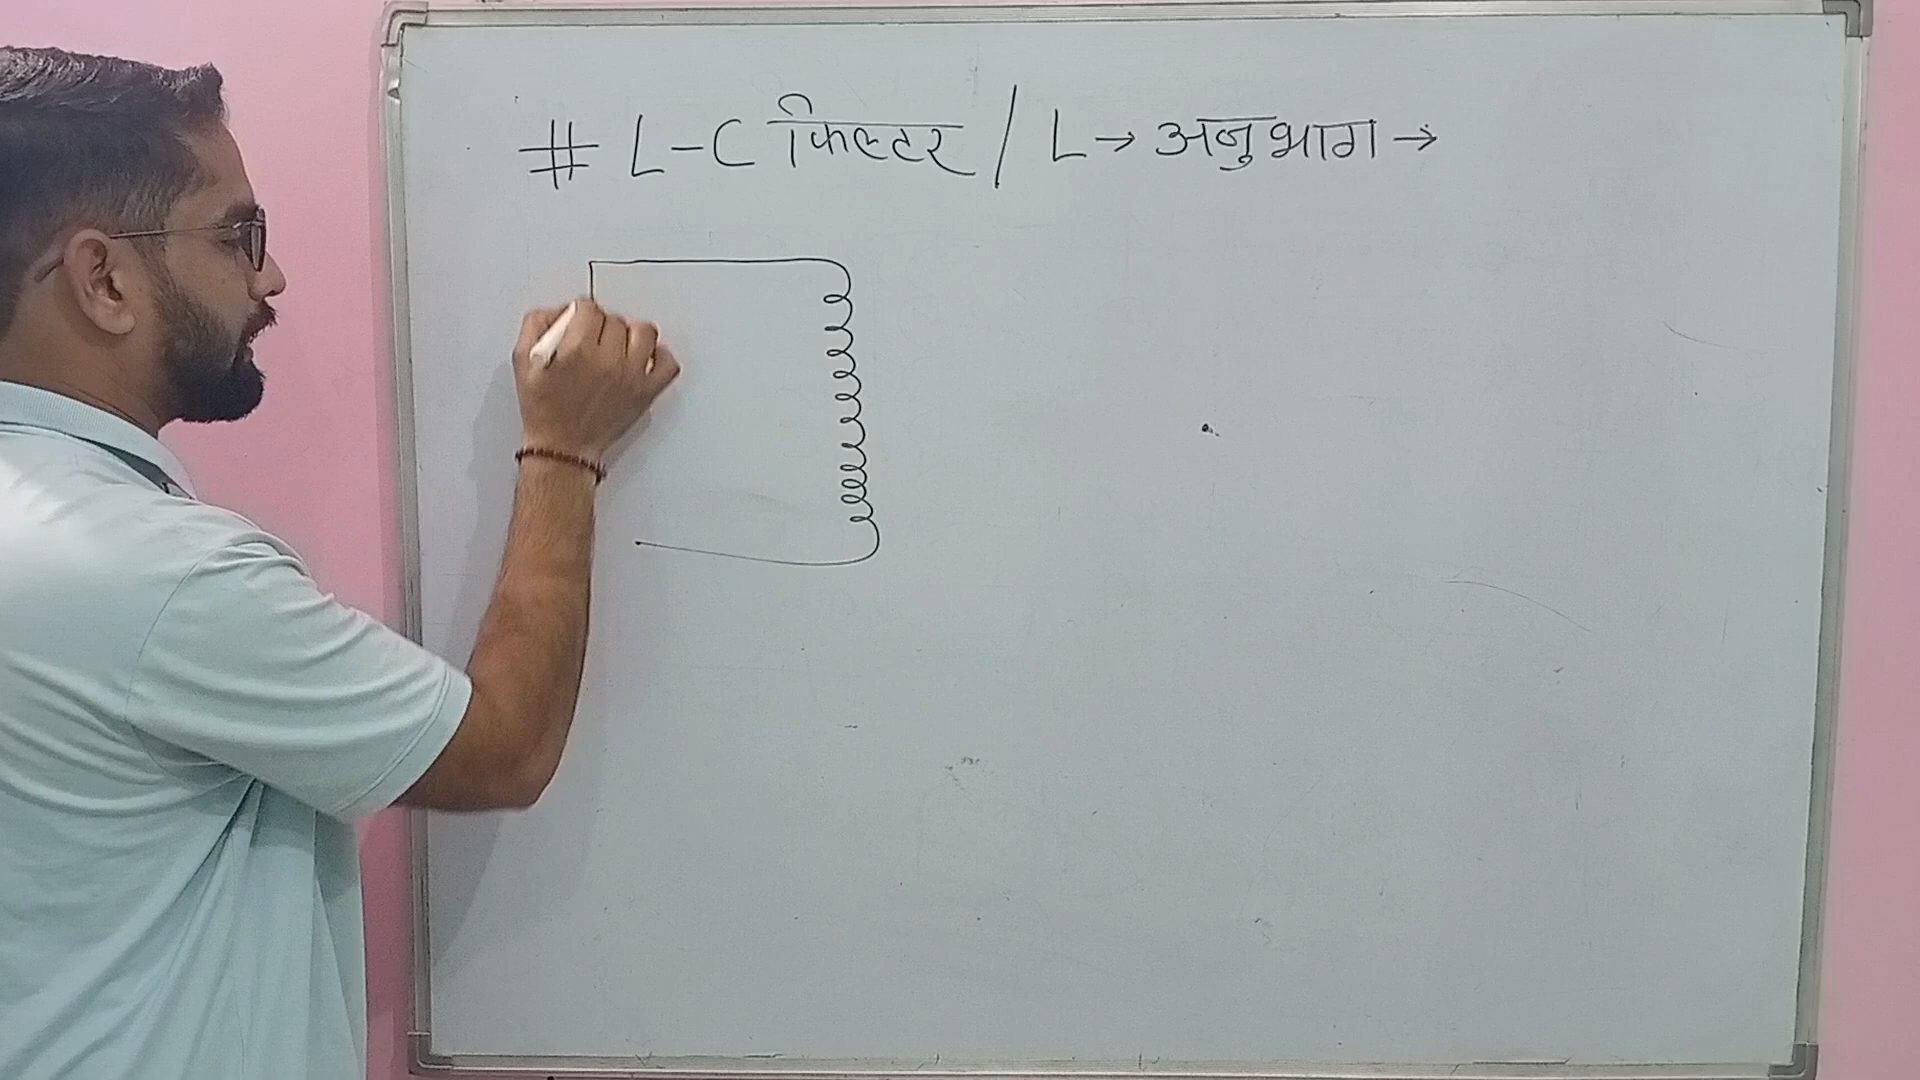 # L-C फिल्टर / L → अनुभाग →